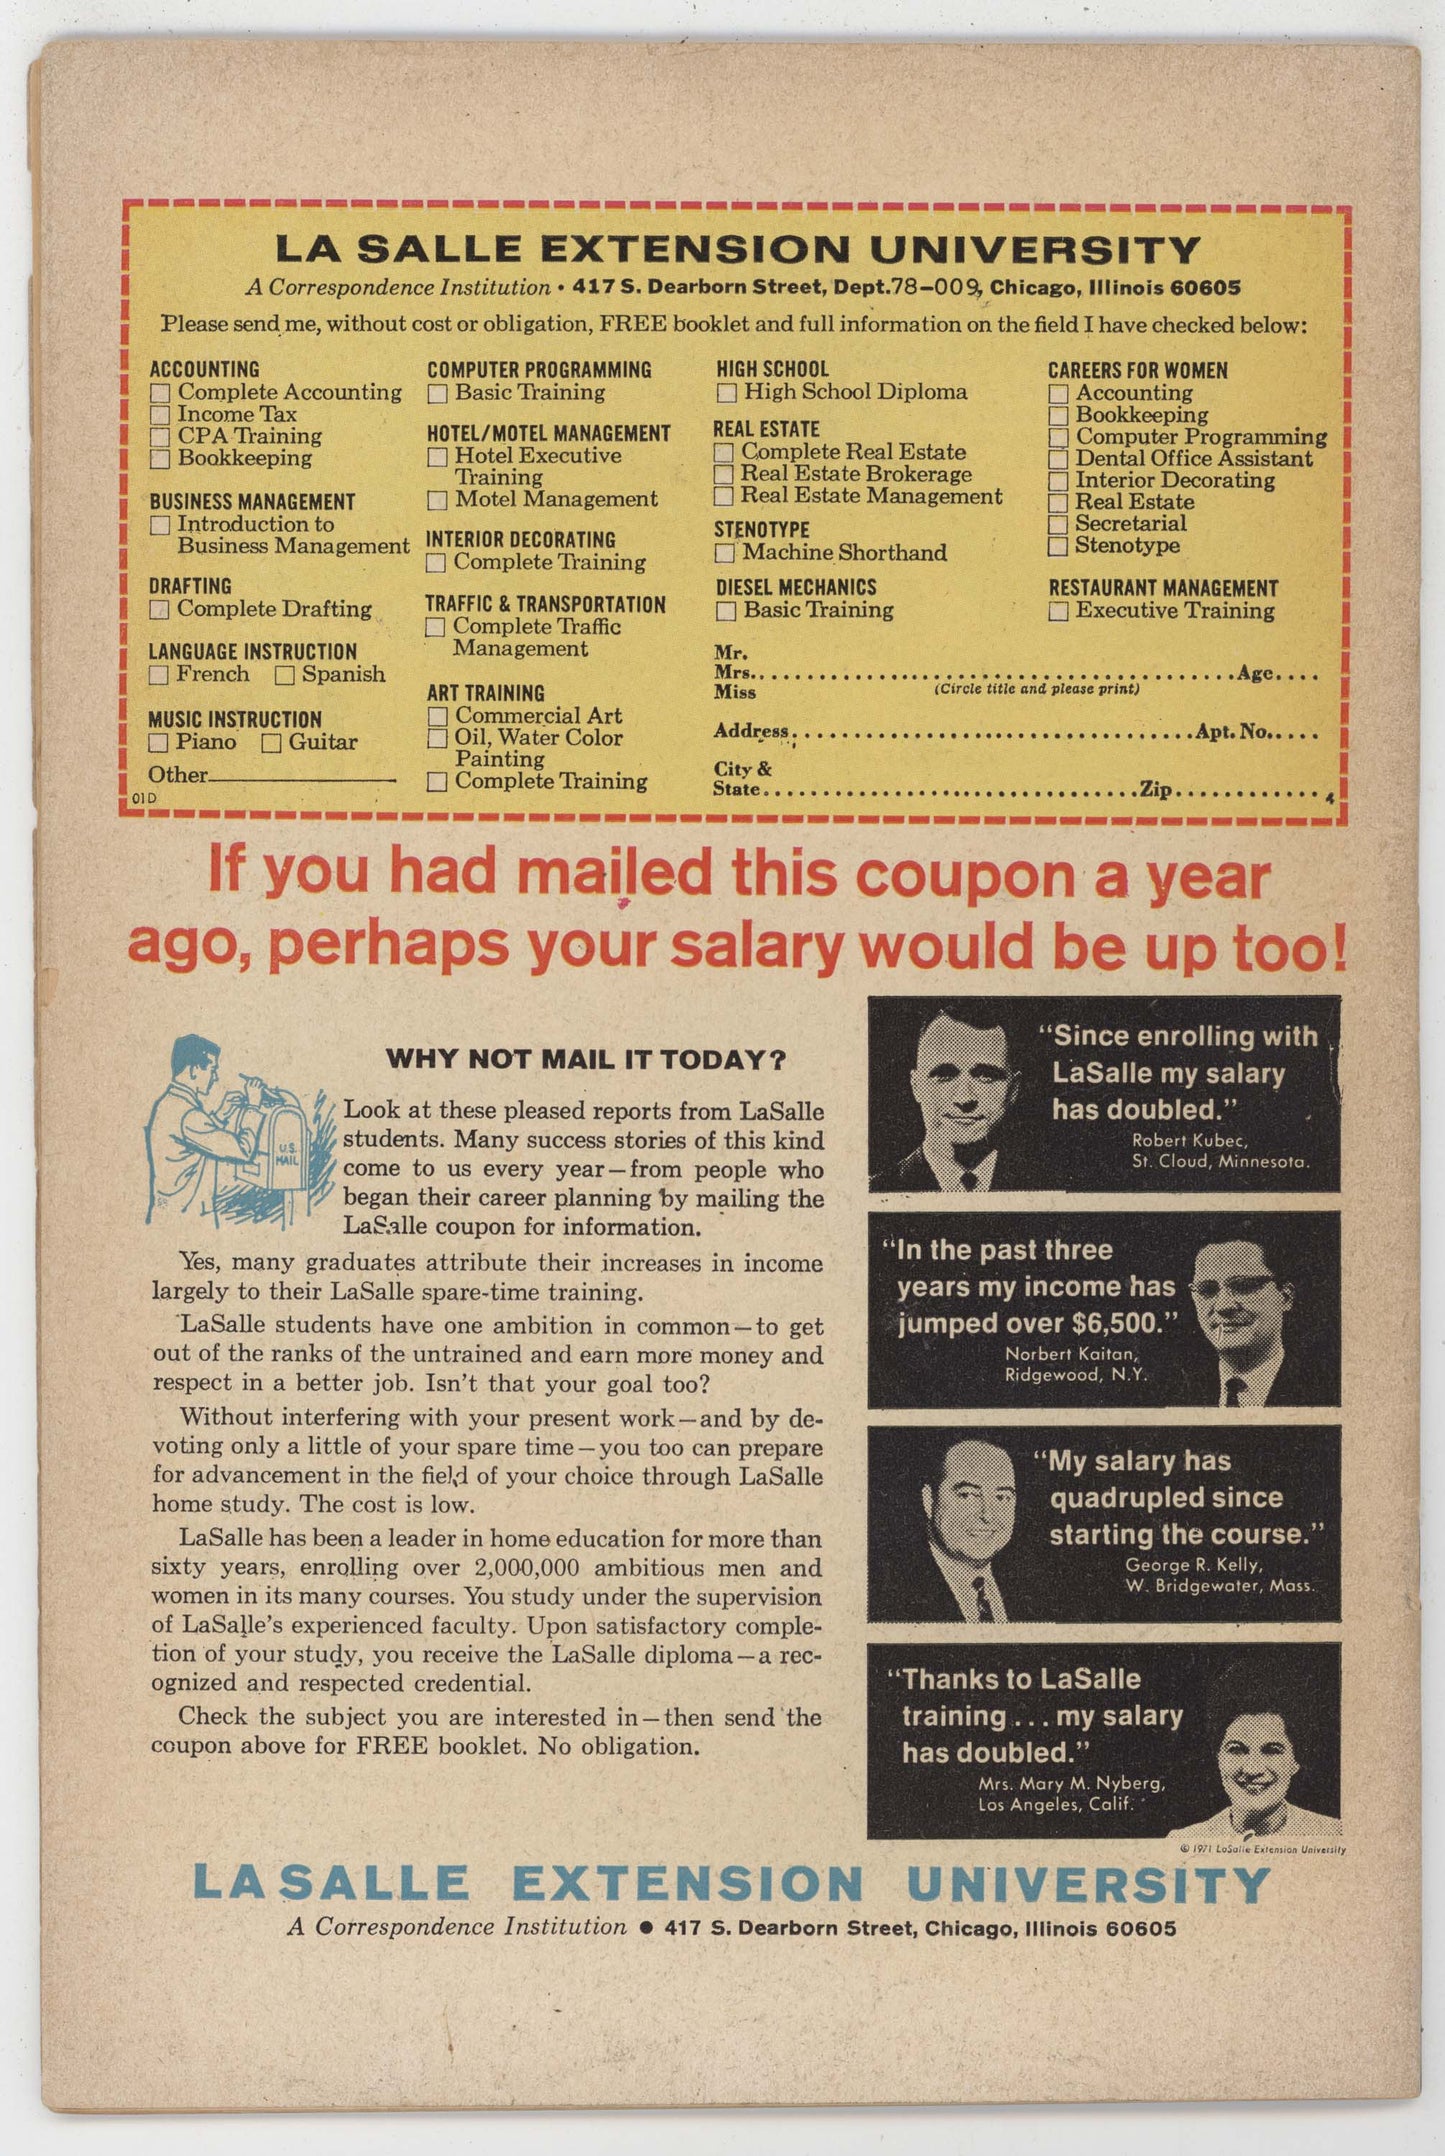 LA SALLE EXTENSION UNIVERSITY
A Correspondence Institution • 417 S. Dearborn Street, Dept.78-009, Chicago, Illinois 60605
Please send me, without cost or obligation, FREE booklet and full information on the field I have checked below:
ACCOUNTING
Complete Accounting
Income Tax
CPA Training
Bookkeeping
BUSINESS MANAGEMENT
Introduction to
Business Management
DRAFTING
Complete Drafting
LANGUAGE INSTRUCTION
French Spanish
MUSIC INSTRUCTION
Piano Guitar
Other
01D
COMPUTER PROGRAMMING
Basic Training
HOTEL/MOTEL MANAGEMENT
Hotel Executive
Training
Motel Management
INTERIOR DECORATING
Complete Training
TRAFFIC & TRANSPORTATION
Complete Traffic
Management
ART TRAINING
Commercial Art
Oil, Water Color
Painting
Complete Training
HIGH SCHOOL
High School Diploma
REAL ESTATE
Complete Real Estate
Real Estate Brokerage
Real Estate Management
STENOTYPE
Machine Shorthand
DIESEL MECHANICS
Basic Training
CAREERS FOR WOMEN
Accounting
Bookkeeping
Computer Programming
Dental Office Assistant
Interior Decorating
Real Estate
Secretarial
Stenotype
RESTAURANT MANAGEMENT
Executive Training
Mr.
Mrs. Age
Miss (Circle title and please print)
Address Apt. No.
City &
State Zip 4
If you had mailed this coupon a year
ago, perhaps your salary would be up too!
U.S.
MAIL
WHY NOT MAIL IT TODAY?
Look at these pleased reports from LaSalle
students. Many success stories of this kind
come to us every year—from people who
began their career planning by mailing the
LaSalle coupon for information.
Yes, many graduates attribute their increases in income
largely to their LaSalle spare-time training.
LaSalle students have one ambition in common—to get
out of the ranks of the untrained and earn more money and
respect in a better job. Isn't that your goal too?
Without interfering with your present work—and by de-
voting only a little of your spare time—you too can prepare
for advancement in the field of your choice through LaSalle
home study. The cost is low.
LaSalle has been a leader in home education for more than
sixty years, enrolling over 2,000,000 ambitious men and
women in its many courses. You study under the supervision
of LaSalle's experienced faculty. Upon satisfactory comple-
tion of your study, you receive the LaSalle diploma—a rec-
ognized and respected credential.
Check the subject you are interested in—then send the
coupon above for FREE booklet. No obligation.
"Since enrolling with
LaSalle my salary
has doubled."
Robert Kubec,
St. Cloud, Minnesota.
"In the past three
years my income has
jumped over $6,500."
Norbert Kaitan,
Ridgewood, N.Y.
"My salary has
quadrupled since
starting the course."
George R. Kelly,
W. Bridgewater, Mass.
"Thanks to LaSalle
training . . . my salary
has doubled."
Mrs. Mary M. Nyberg,
Los Angeles, Calif.
© 1971 LaSalle Extension University
LASALLE EXTENSION UNIVERSITY
A Correspondence Institution • 417 S. Dearborn Street, Chicago, Illinois 60605